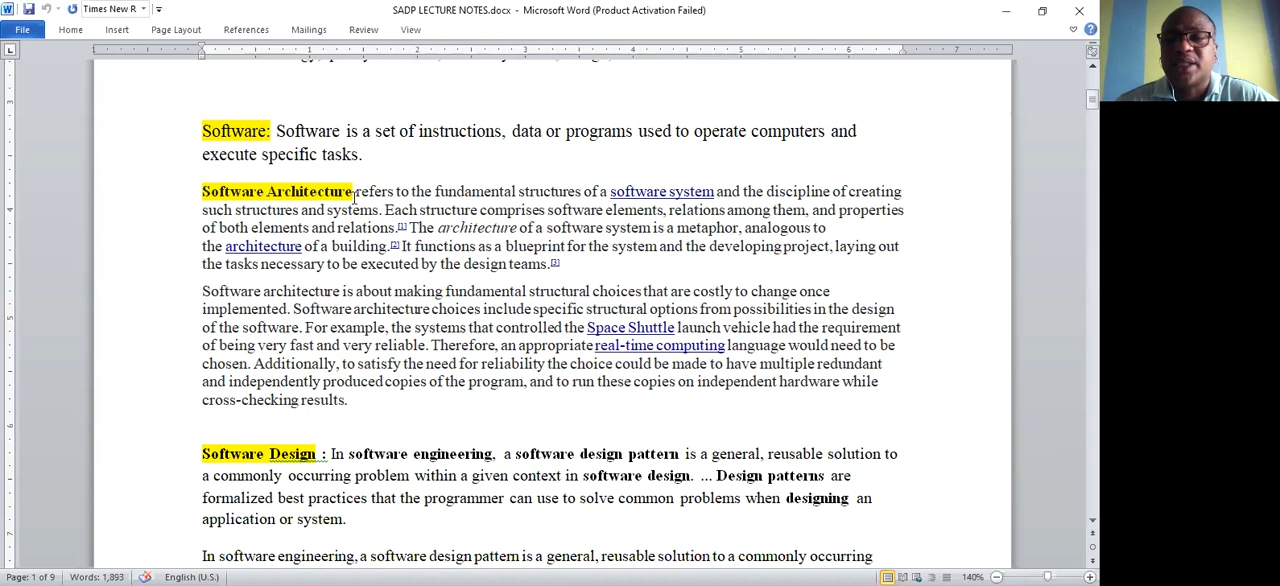 SADP LECTURE NOTES.docx - Microsoft Word (Product Activation Failed)
Times New R
File Home Insert Page Layout References Mailings Review View
1 2 3 4 5 6 7
Software: Software is a set of instructions, data or programs used to operate computers and
execute specific tasks.
Software Architecture refers to the fundamental structures of a software system and the discipline of creating
such structures and systems. Each structure comprises software elements, relations among them, and properties
of both elements and relations.[1] The architecture of a software system is a metaphor, analogous to
the architecture of a building.[2] It functions as a blueprint for the system and the developing project, laying out
the tasks necessary to be executed by the design teams.[3]
Software architecture is about making fundamental structural choices that are costly to change once
implemented. Software architecture choices include specific structural options from possibilities in the design
of the software. For example, the systems that controlled the Space Shuttle launch vehicle had the requirement
of being very fast and very reliable. Therefore, an appropriate real-time computing language would need to be
chosen. Additionally, to satisfy the need for reliability the choice could be made to have multiple redundant
and independently produced copies of the program, and to run these copies on independent hardware while
cross-checking results.
Software Design : In software engineering, a software design pattern is a general, reusable solution to
a commonly occurring problem within a given context in software design. ... Design patterns are
formalized best practices that the programmer can use to solve common problems when designing an
application or system.
In software engineering, a software design pattern is a general, reusable solution to a commonly occurring
Page: 1 of 9 Words: 1,893 English (U.S.) 140%